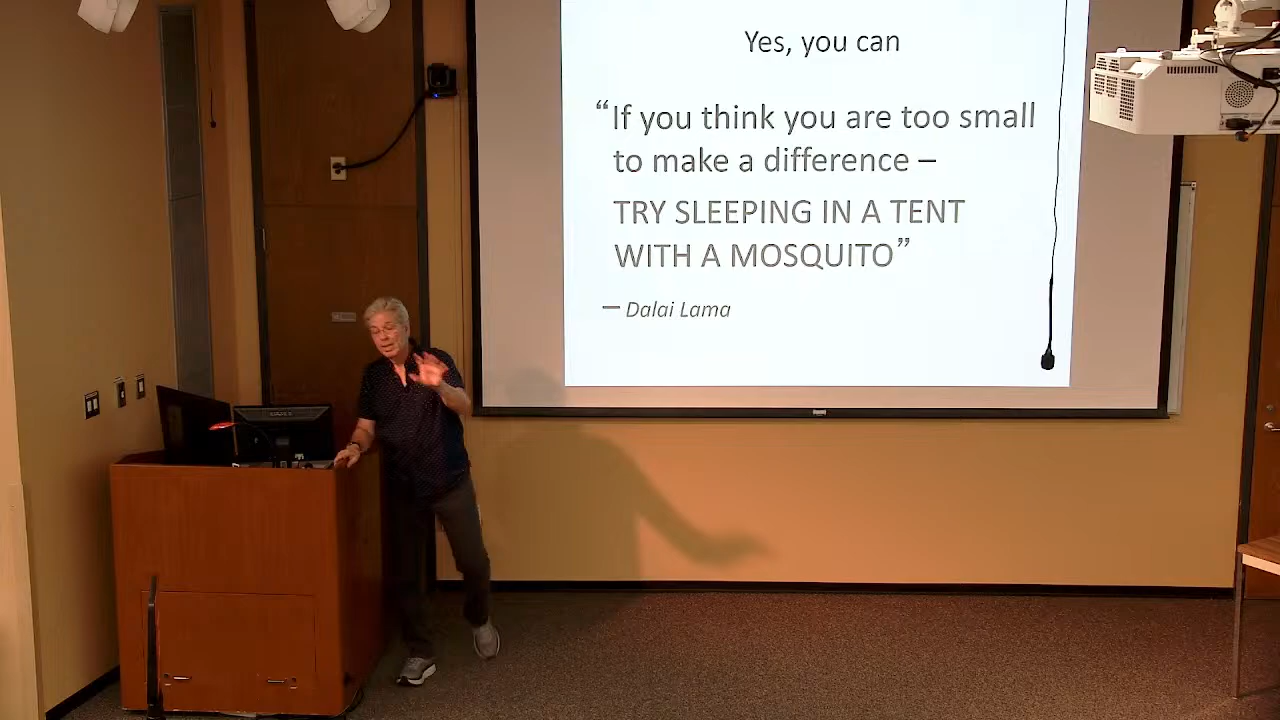 Yes, you can
“If you think you are too small
to make a difference –
TRY SLEEPING IN A TENT
WITH A MOSQUITO”
— Dalai Lama